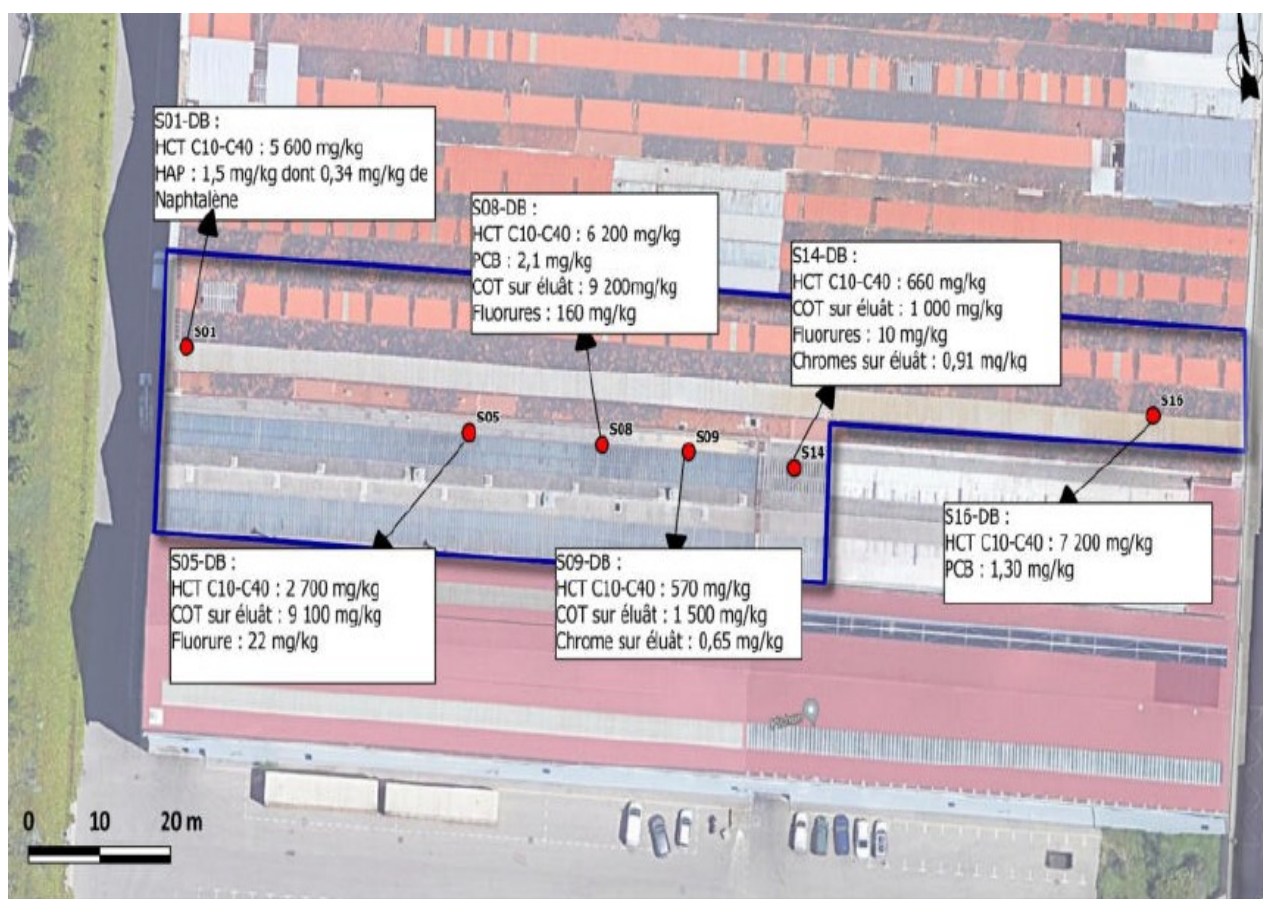 N
S01-DB :
HCT C10-C40 : 5 600 mg/kg
HAP : 1,5 mg/kg dont 0,34 mg/kg de
Naphtalène
S08-DB :
HCT C10-C40 : 6 200 mg/kg
PCB : 2,1 mg/kg
COT sur éluât : 9 200mg/kg
Fluorures : 160 mg/kg
S14-DB :
HCT C10-C40 : 660 mg/kg
COT sur éluât : 1 000 mg/kg
Fluorures : 10 mg/kg
Chromes sur éluât : 0,91 mg/kg
S01
S05
S08
S09
S14
S16
S05-DB :
HCT C10-C40 : 2 700 mg/kg
COT sur éluât : 9 100 mg/kg
Fluorure : 22 mg/kg
S09-DB :
HCT C10-C40 : 570 mg/kg
COT sur éluât : 1 500 mg/kg
Chrome sur éluât : 0,65 mg/kg
S16-DB :
HCT C10-C40 : 7 200 mg/kg
PCB : 1,30 mg/kg
0 10 20 m